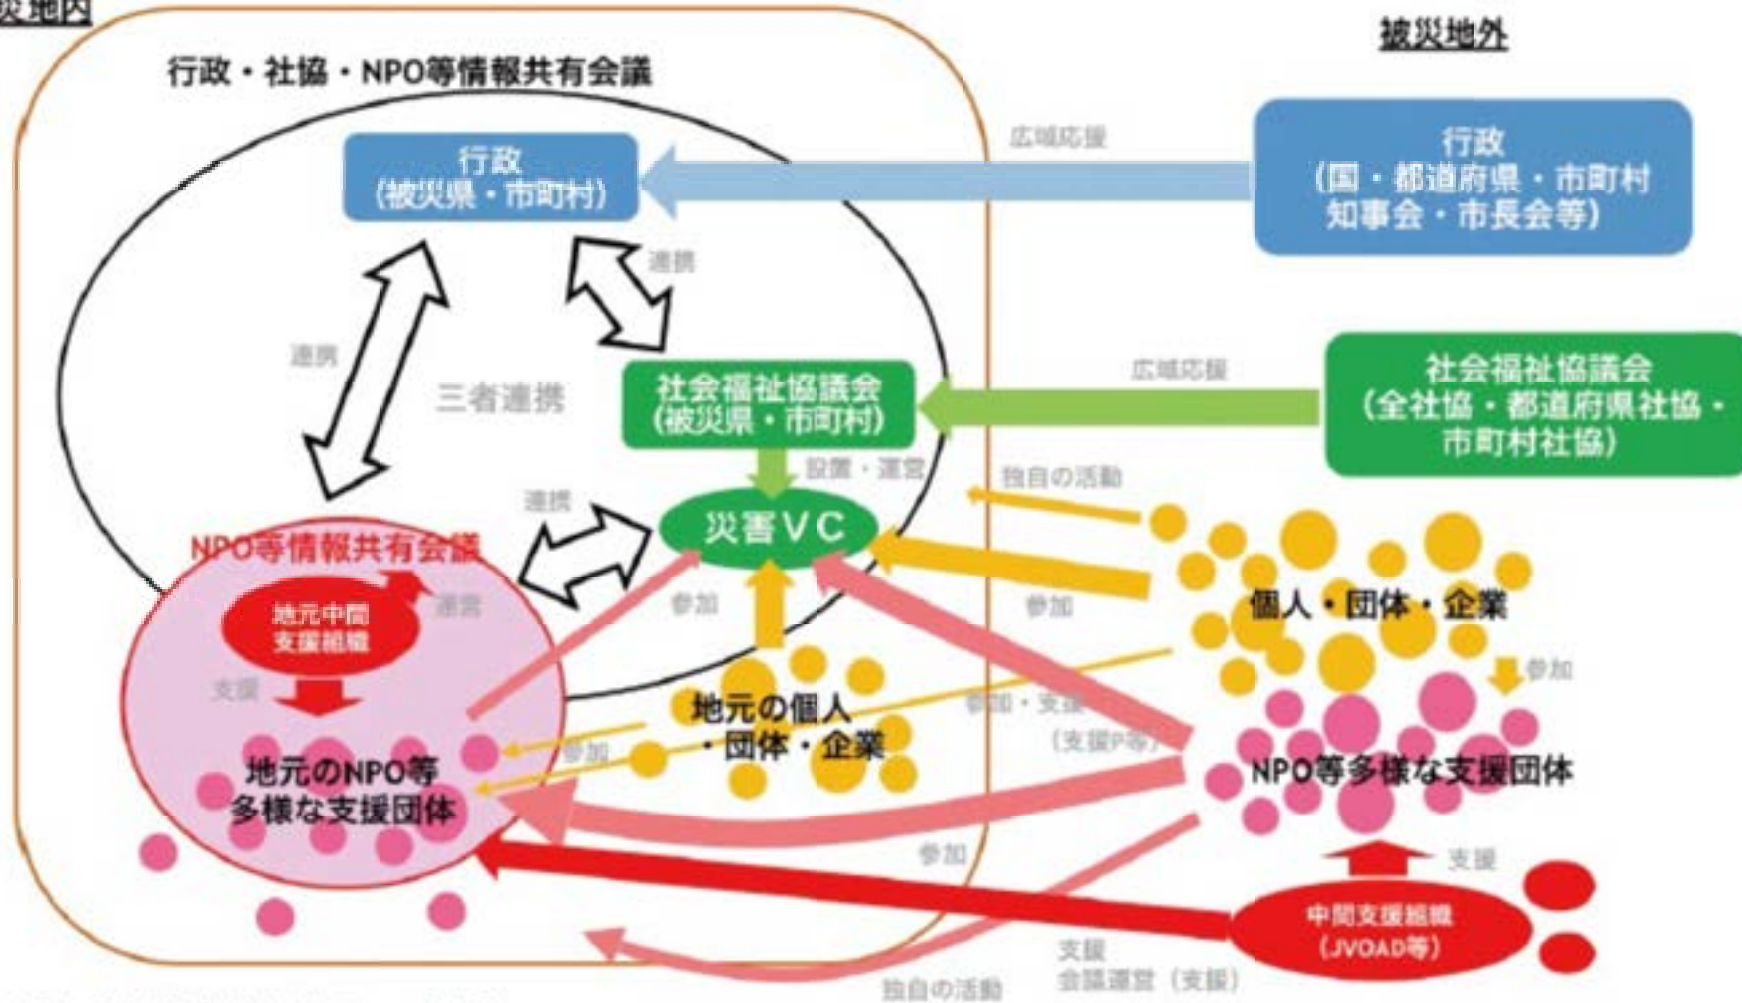 災地内
被災地外
行政・社協・NPO等情報共有会議
行政
(被災県・市町村)
広域応援
行政
(国・都道府県・市町村
知事会・市長会等)
連携
連携
三者連携
社会福祉協議会
(被災県・市町村)
広域応援
社会福祉協議会
(全社協・都道府県社協・
市町村社協)
設置・運営
独自の活動
連携
災害VC
NPO等情報共有会議
地元中間
支援組織
運営
参加
参加
個人・団体・企業
支援
参加
地元の個人
・団体・企業
参加・支援
(支援P等)
参加
地元のNPO等
多様な支援団体
NPO等多様な支援団体
参加
支援
中間支援組織
(JVOAD等)
支援
会議運営(支援)
独自の活動